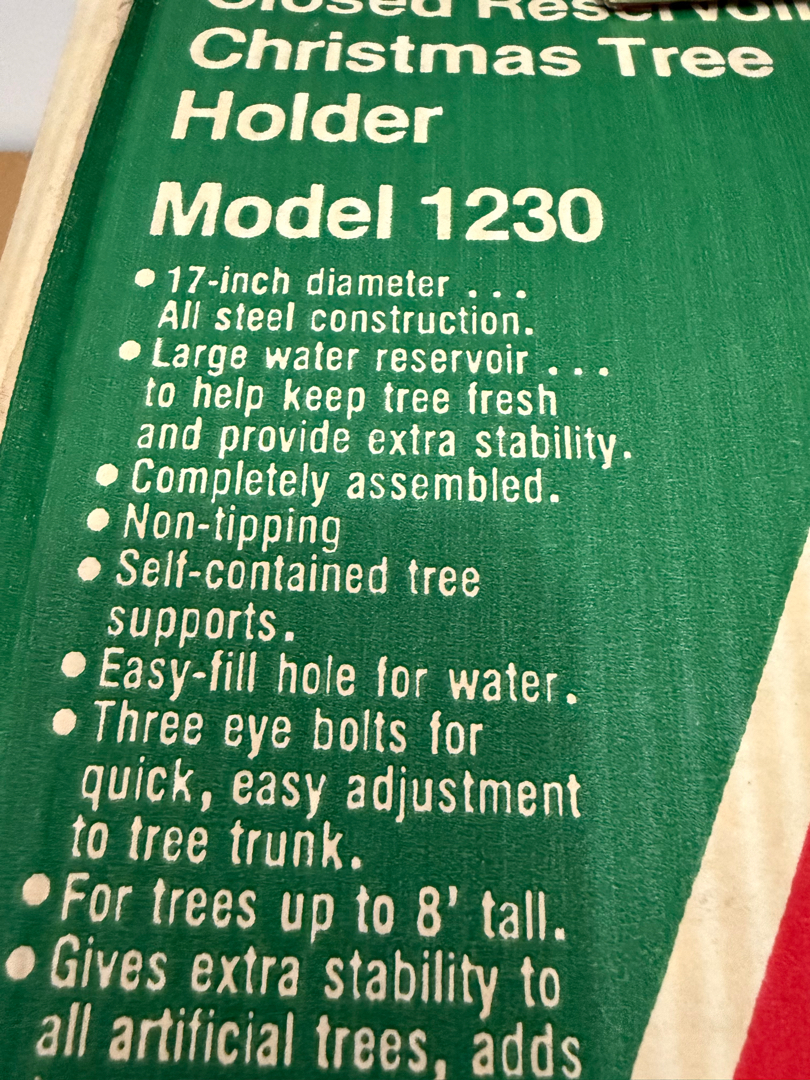 Closed Reservoir
Christmas Tree
Holder
Model 1230
• 17-inch diameter . . .
All steel construction.
• Large water reservoir . . .
to help keep tree fresh
and provide extra stability.
• Completely assembled.
• Non-tipping
• Self-contained tree
supports.
• Easy-fill hole for water.
• Three eye bolts for
quick, easy adjustment
to tree trunk.
• For trees up to 8' tall.
• Gives extra stability to
all artificial trees, adds